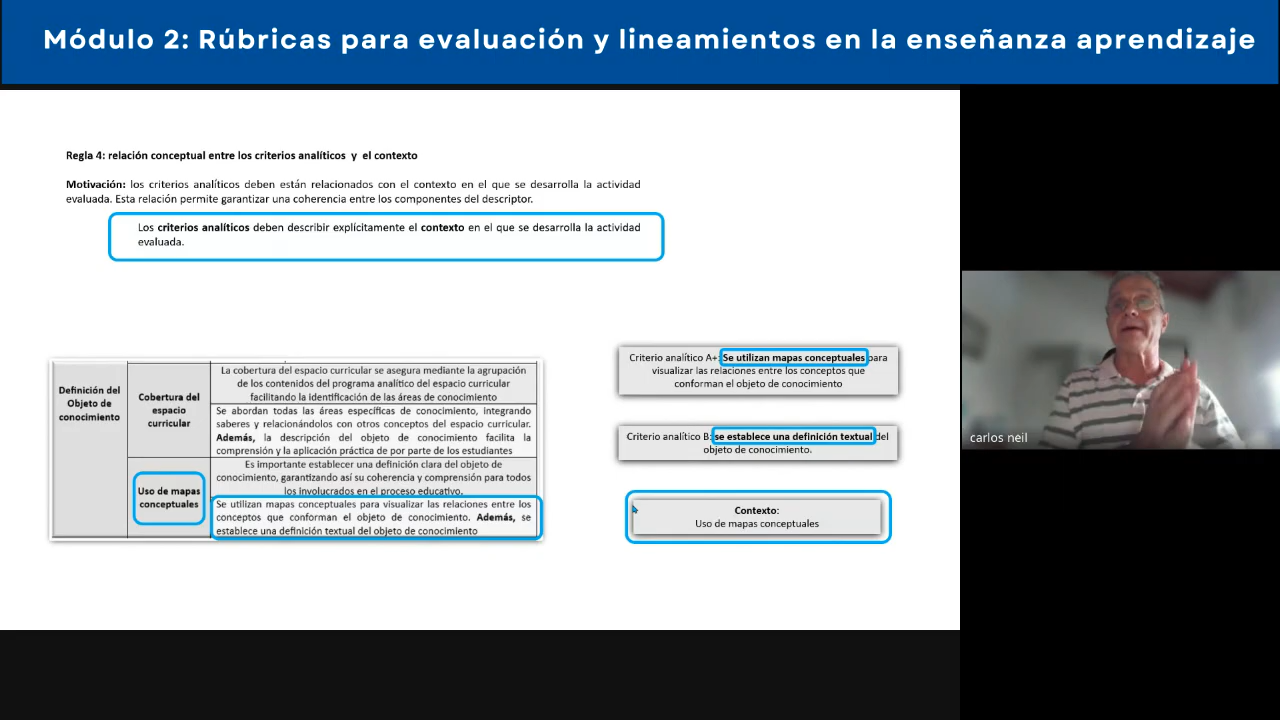 Módulo 2: Rúbricas para evaluación y lineamientos en la enseñanza aprendizaje
Regla 4: relación conceptual entre los criterios analíticos y el contexto
Motivación: los criterios analíticos deben están relacionados con el contexto en el que se desarrolla la actividad
evaluada. Esta relación permite garantizar una coherencia entre los componentes del descriptor.
Los criterios analíticos deben describir explícitamente el contexto en el que se desarrolla la actividad
evaluada.
Definición del
Objeto de
conocimiento
Cobertura del
espacio
curricular
La cobertura del espacio curricular se asegura mediante la agrupación
de los contenidos del programa analítico del espacio curricular
facilitando la identificación de las áreas de conocimiento
Se abordan todas las áreas específicas de conocimiento, integrando
saberes y relacionándolos con otros conceptos del espacio curricular.
Además, la descripción del objeto de conocimiento facilita la
comprensión y la aplicación práctica de por parte de los estudiantes
Uso de mapas
conceptuales
Es importante establecer una definición clara del objeto de
conocimiento, garantizando así su coherencia y comprensión para todos
los involucrados en el proceso educativo.
Se utilizan mapas conceptuales para visualizar las relaciones entre los
conceptos que conforman el objeto de conocimiento. Además, se
establece una definición textual del objeto de conocimiento
Criterio analítico A+: Se utilizan mapas conceptuales para
visualizar las relaciones entre los conceptos que
conforman el objeto de conocimiento
Criterio analítico B: se establece una definición textual del
objeto de conocimiento.
Contexto:
Uso de mapas conceptuales
carlos neil